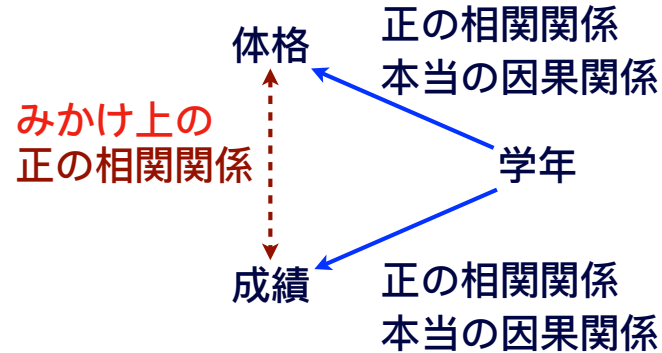 体格
正の相関関係
本当の因果関係
みかけ上の
正の相関関係
学年
成績
正の相関関係
本当の因果関係